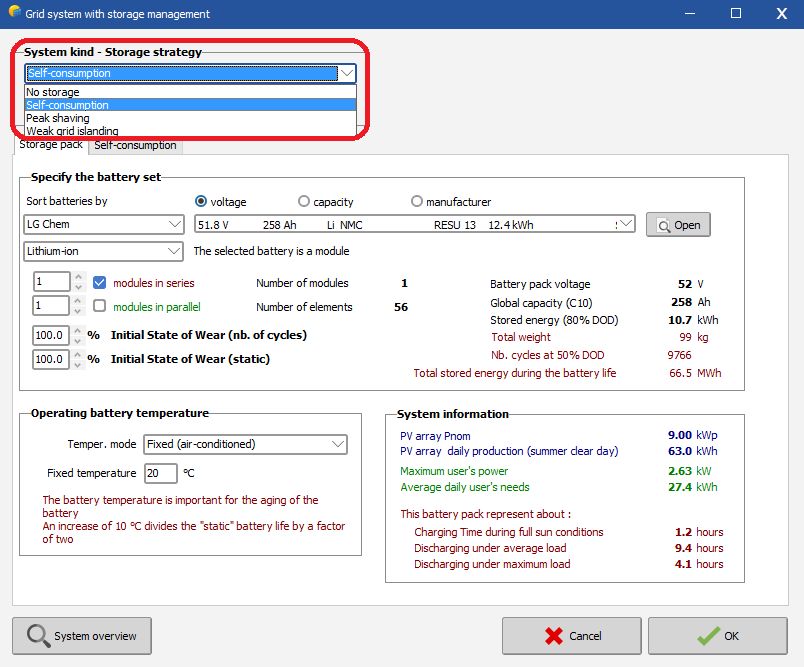 Grid system with storage management
System kind - Storage strategy
Self-consumption
No storage
Self-consumption
Peak shaving
Weak grid islanding
Storage pack Self-consumption
Specify the battery set
Sort batteries by voltage capacity manufacturer
LG Chem 51.8 V 258 Ah Li NMC RESU 13 12.4 kWh Open
Lithium-ion The selected battery is a module
1 modules in series Number of modules 1
1 modules in parallel Number of elements 56
100.0 % Initial State of Wear (nb. of cycles)
100.0 % Initial State of Wear (static)
Battery pack voltage 52 V
Global capacity (C10) 258 Ah
Stored energy (80% DOD) 10.7 kWh
Total weight 99 kg
Nb. cycles at 50% DOD 9766
Total stored energy during the battery life 66.5 MWh
Operating battery temperature
Temper. mode Fixed (air-conditioned)
Fixed temperature 20 °C
The battery temperature is important for the aging of the
battery
An increase of 10 °C divides the "static" battery life by a factor
of two
System information
PV array Pnom 9.00 kWp
PV array daily production (summer clear day) 63.0 kWh
Maximum user's power 2.63 kW
Average daily user's needs 27.4 kWh
This battery pack represent about :
Charging Time during full sun conditions 1.2 hours
Discharging under average load 9.4 hours
Discharging under maximum load 4.1 hours
System overview Cancel OK